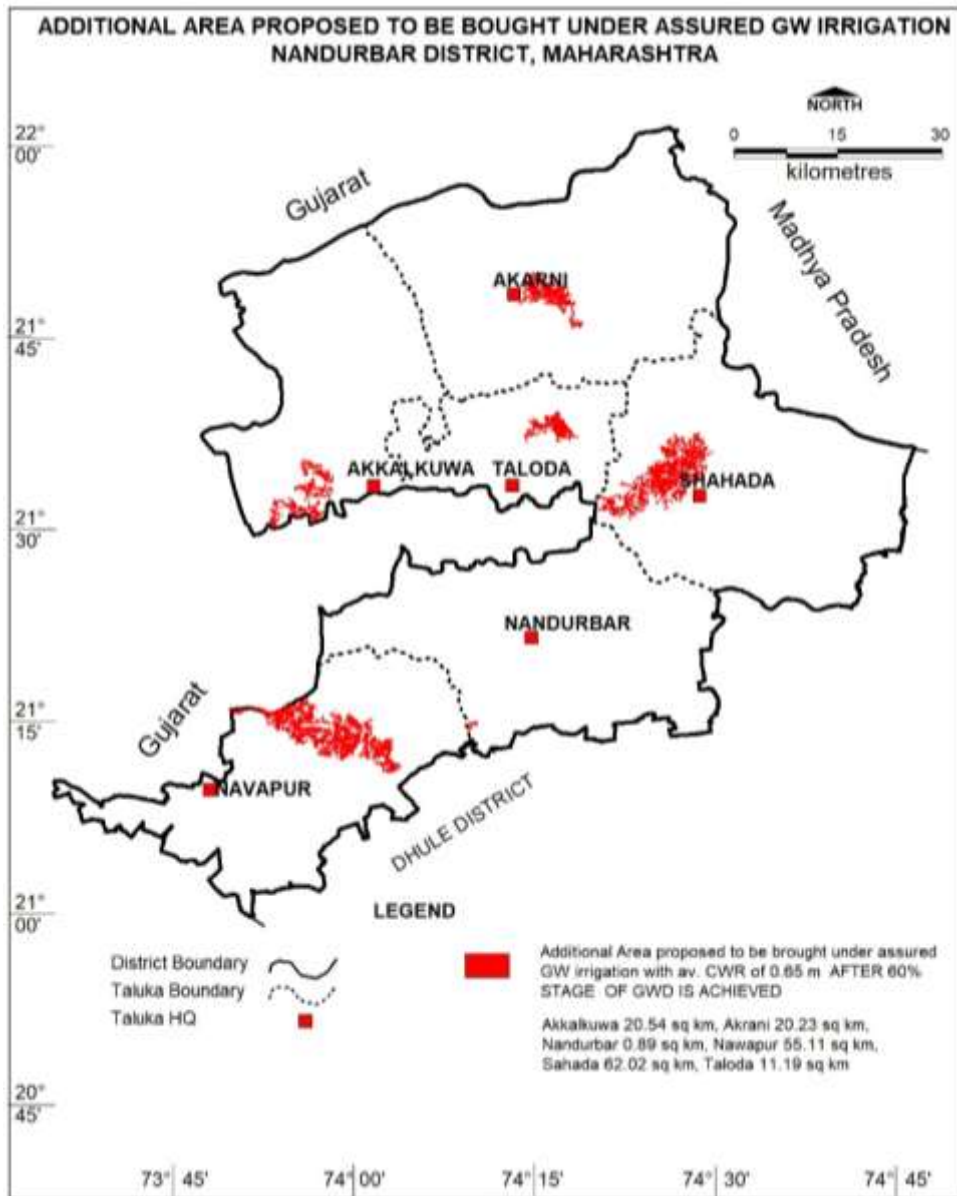 ADDITIONAL AREA PROPOSED TO BE BOUGHT UNDER ASSURED GW IRRIGATION
NANDURBAR DISTRICT, MAHARASHTRA
NORTH
0 15 30
kilometres
22°
00'
Gujarat
Madhya Pradesh
AKARNI
21°
45'
AKKALKUWA TALODA SHAHADA
21°
30'
NANDURBAR
Gujarat
21°
15'
NAVAPUR
DHULE DISTRICT
21°
00'
LEGEND
District Boundary
Taluka Boundary
Taluka HQ
Additional Area proposed to be brought under assured
GW irrigation with av. CWR of 0.65 m AFTER 60%
STAGE OF GWD IS ACHIEVED
Akkalkuwa 20.54 sq km, Akrani 20.23 sq km,
Nandurbar 0.89 sq km, Nawapur 55.11 sq km,
Sahada 62.02 sq km, Taloda 11.19 sq km
20°
45'
73° 45' 74° 00' 74° 15' 74° 30' 74° 45'